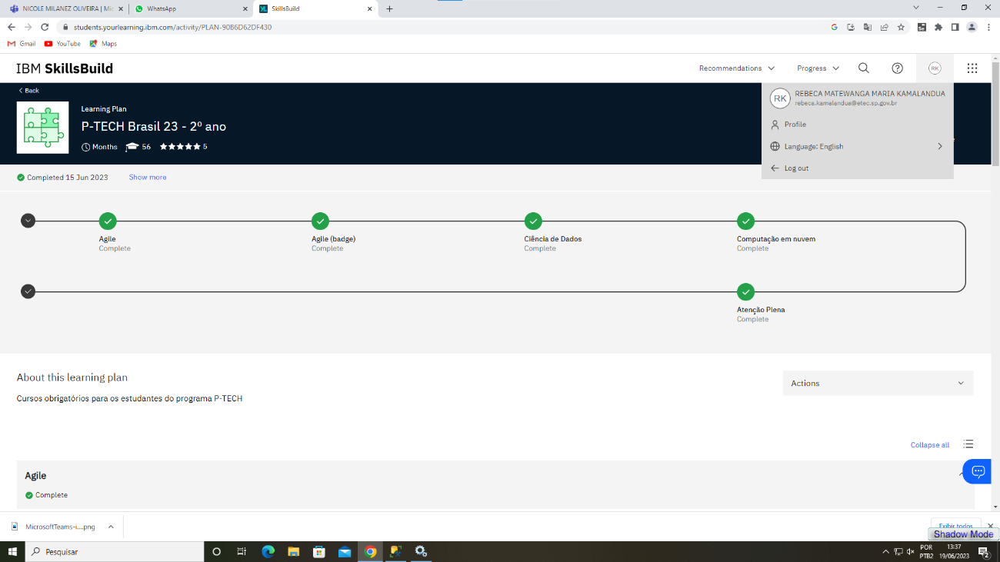 NICOLE MILANEZ OLIVEIRA | Mic
WhatsApp
SkillsBuild
students.yourlearning.ibm.com/activity/PLAN-90B6D62DF430
Gmail
YouTube
Maps
IBM SkillsBuild
Recommendations
Progress
RK
Back
Learning Plan
P-TECH Brasil 23 - 2º ano
Months 56 5
RK
REBECA MATEWANGA MARIA KAMALANDUA
rebeca.kamalandua@etec.sp.gov.br
Profile
Language: English
Log out
Completed 15 Jun 2023 Show more
Agile
Complete
Agile (badge)
Complete
Ciência de Dados
Complete
Computação em nuvem
Complete
Atenção Plena
Complete
About this learning plan
Actions
Cursos obrigatórios para os estudantes do programa P-TECH
Collapse all
Agile
Complete
MicrosoftTeams-i....png
Exibir todos
Shadow Mode
Pesquisar
POR
PTB2
13:37
19/06/2023
2